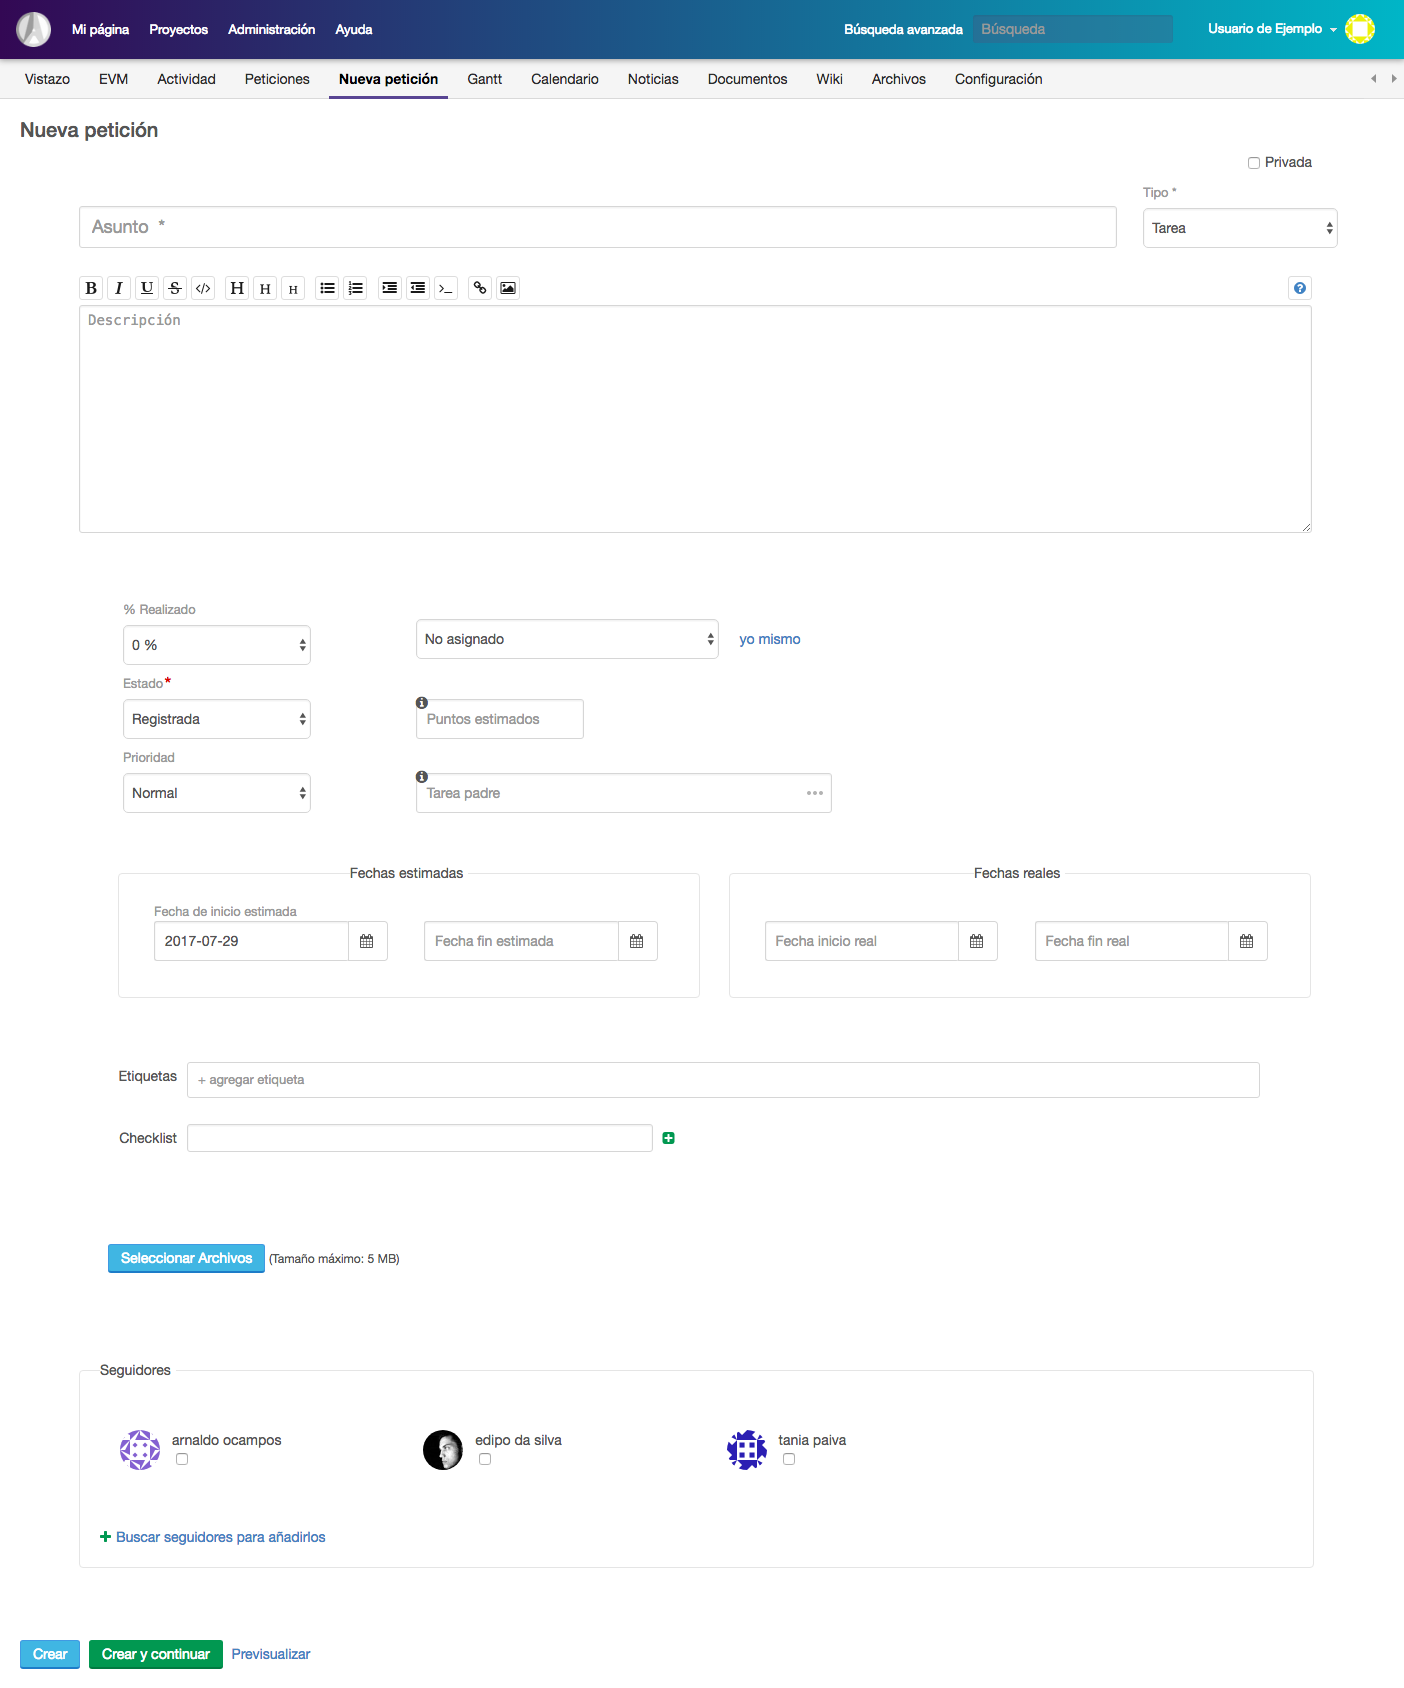 Mi página Proyectos Administración Ayuda Búsqueda avanzada Búsqueda Usuario de Ejemplo
Vistazo EVM Actividad Peticiones Nueva petición Gantt Calendario Noticias Documentos Wiki Archivos Configuración
Nueva petición
Privada
Tipo *
Asunto *
Tarea
B I U S </> H H H >_ ?
Descripción
% Realizado
0 %
No asignado
yo mismo
Estado*
Registrada
Puntos estimados
Prioridad
Normal
Tarea padre
Fechas estimadas
Fecha de inicio estimada
2017-07-29
Fecha fin estimada
Fechas reales
Fecha inicio real
Fecha fin real
Etiquetas + agregar etiqueta
Checklist
Seleccionar Archivos (Tamaño máximo: 5 MB)
Seguidores
arnaldo ocampos
edipo da silva
tania paiva
Buscar seguidores para añadirlos
Crear Crear y continuar Previsualizar